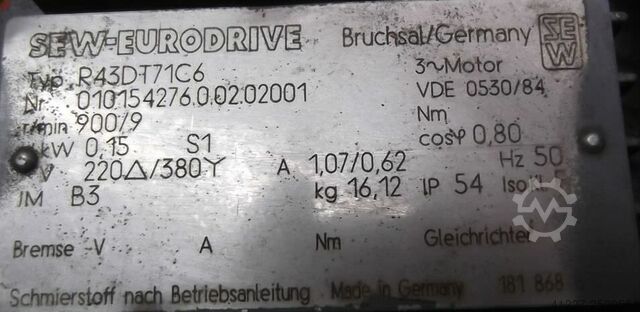 SEW-EURODRIVE Bruchsal/Germany SEW
Typ R43DT71C6 3~Motor
Nr. 010154276.0.02.02001 VDE 0530/84
r/min 900/9 Nm
kW 0,15 S1 cosφ 0,80
V 220Δ/380Y A 1,07/0,62 Hz 50
IM B3 kg 16,12 IP 54
Bremse V A Nm Gleichrichter
Schmierstoff nach Betriebsanleitung Made in Germany 181 868